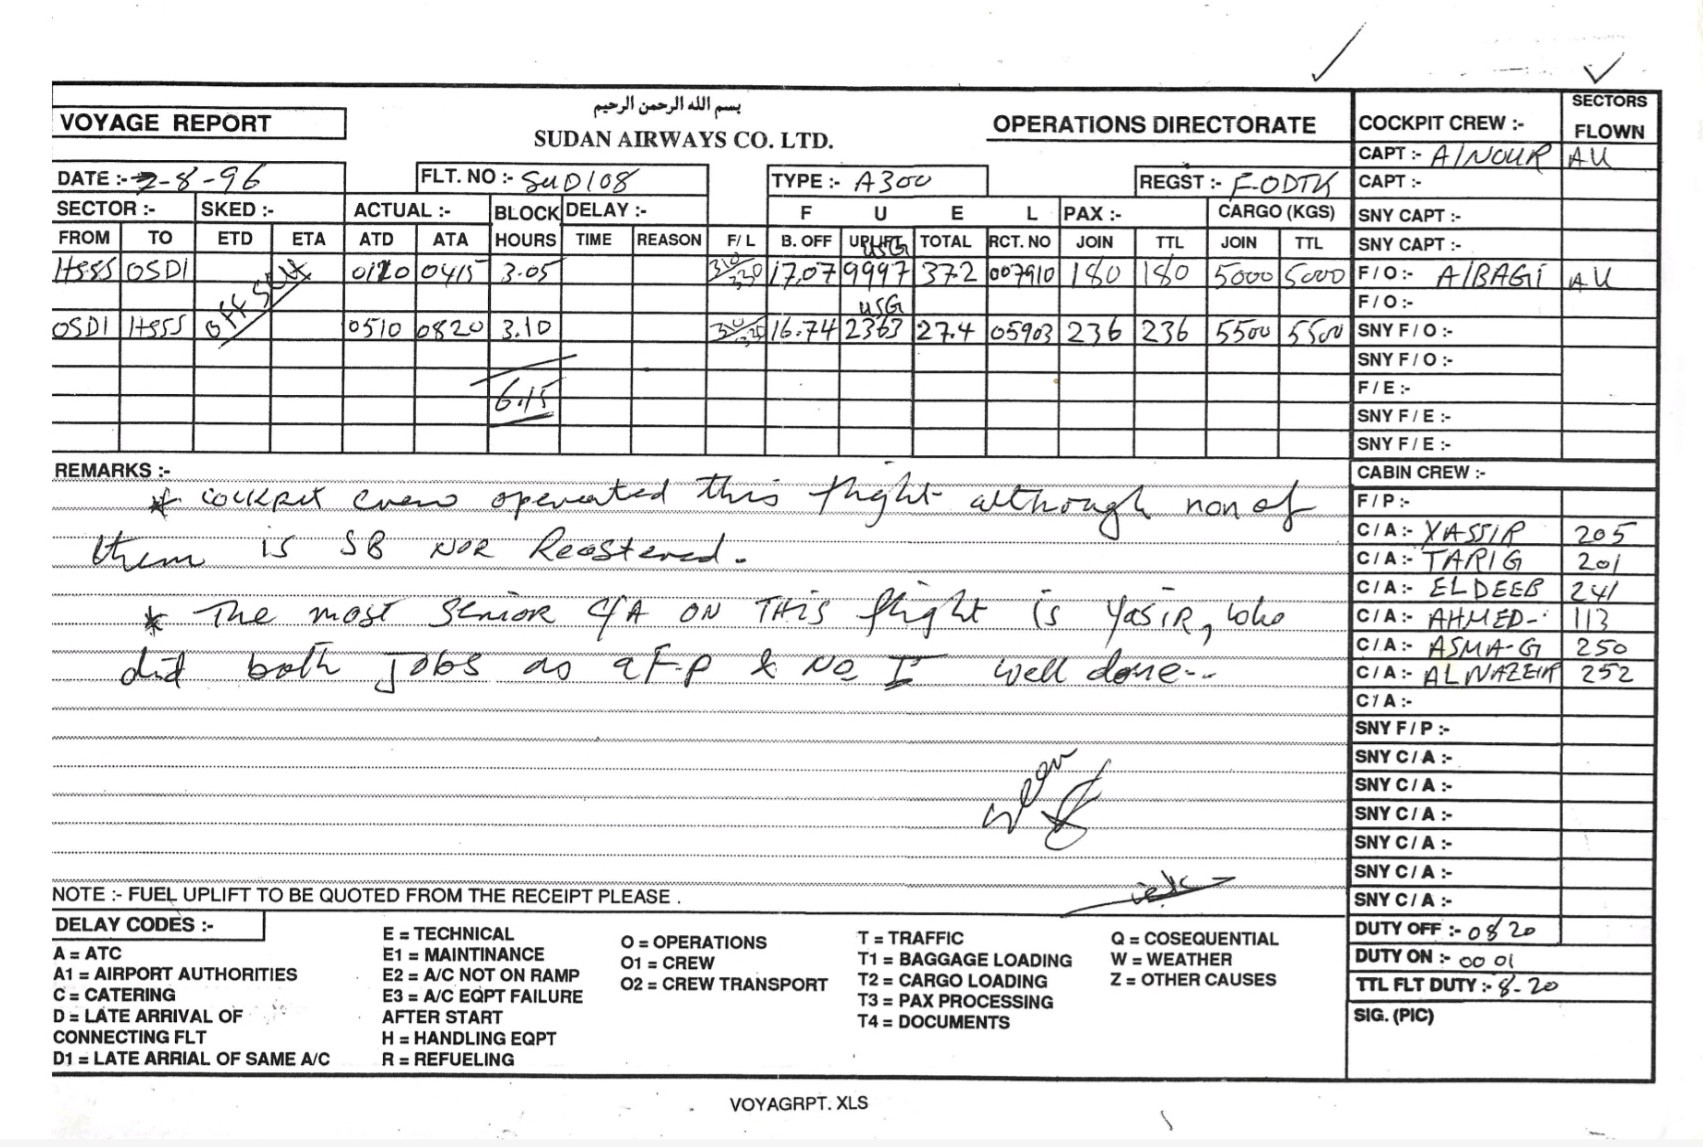 بسم الله الرحمن الرحيم
VOYAGE REPORT
SUDAN AIRWAYS CO. LTD.
OPERATIONS DIRECTORATE
DATE :- 2-8-96
FLT. NO :- SUD108
TYPE :- A300
REGST :- F-ODTK
SECTOR :- SKED :- ACTUAL :- BLOCK DELAY :- F U E L PAX :- CARGO (KGS)
FROM TO ETD ETA ATD ATA HOURS TIME REASON F/L B. OFF UPLIFT TOTAL RCT. NO JOIN TTL JOIN TTL
USG
HSSS OSDI 0120 0415 3.05 310/330 17.07 9997 37.2 007910 180 180 5000 5000
OFF SKED
USG
OSDI HSSS 0510 0820 3.10 16.74 2363 27.4 05903 236 236 5500 5500
6.15
REMARKS :-
* cockpit crew operated this flight although non of
them is SB NOR Reostered.
* The most Senior C/A ON THIS flight is YasiR, who
did both Jobs as a F-P & NO I well done--
NOTE :- FUEL UPLIFT TO BE QUOTED FROM THE RECEIPT PLEASE .
DELAY CODES :-
A = ATC
A1 = AIRPORT AUTHORITIES
C = CATERING
D = LATE ARRIVAL OF
CONNECTING FLT
D1 = LATE ARRIAL OF SAME A/C
E = TECHNICAL
E1 = MAINTINANCE
E2 = A/C NOT ON RAMP
E3 = A/C EQPT FAILURE
AFTER START
H = HANDLING EQPT
R = REFUELING
O = OPERATIONS
O1 = CREW
O2 = CREW TRANSPORT
T = TRAFFIC
T1 = BAGGAGE LOADING
T2 = CARGO LOADING
T3 = PAX PROCESSING
T4 = DOCUMENTS
Q = COSEQUENTIAL
W = WEATHER
Z = OTHER CAUSES
COCKPIT CREW :- SECTORS FLOWN
CAPT :- A/NOUR AU
CAPT :-
SNY CAPT :-
SNY CAPT :-
F / O :- A/BAGI AU
F / O :-
SNY F / O :-
SNY F / O :-
F / E :-
SNY F / E :-
SNY F / E :-
CABIN CREW :-
F / P :-
C / A :- YASSIR 205
C / A :- TARIG 201
C / A :- ELDEEB 241
C / A :- AHMED- 113
C / A :- ASMA-G 250
C / A :- ALNAZEIR 252
C / A :-
SNY F / P :-
SNY C / A :-
SNY C / A :-
SNY C / A :-
SNY C / A :-
SNY C / A :-
SNY C / A :-
DUTY OFF :- 0820
DUTY ON :- 0001
TTL FLT DUTY :- 8-20
SIG. (PIC)
VOYAGRPT. XLS